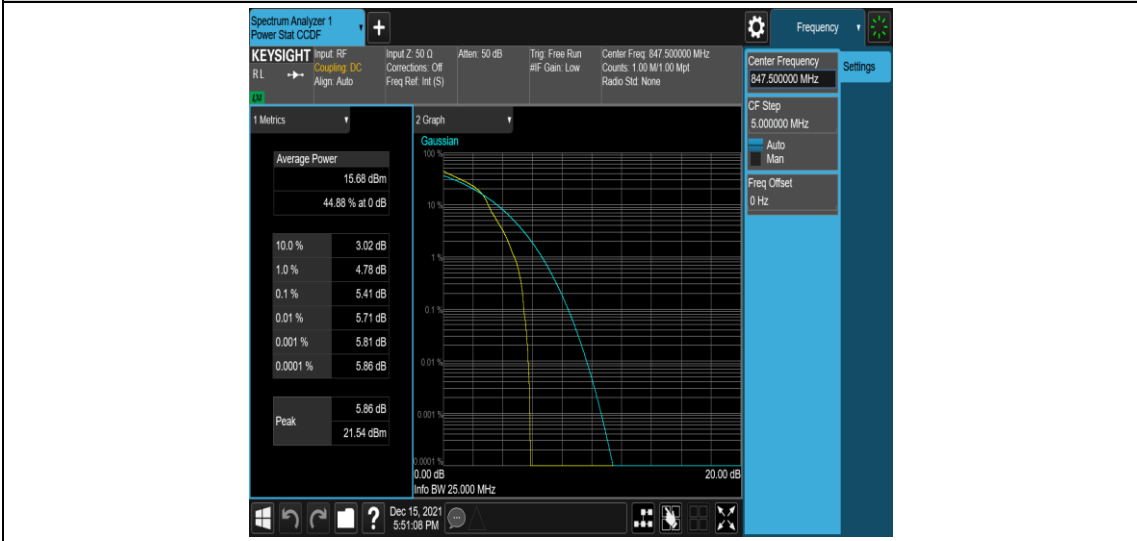 Spectrum Analyzer 1
Power Stat CCDF
+
Frequency
KEYSIGHT
RL
Input: RF
Coupling: DC
Align: Auto
Input Z: 50 Ω
Corrections: Off
Freq Ref: Int (S)
Atten: 50 dB
Trig: Free Run
#IF Gain: Low
Center Freq: 847.500000 MHz
Counts: 1.00 M/1.00 Mpt
Radio Std: None
Center Frequency
847.500000 MHz
Settings
CF Step
5.000000 MHz
Auto
Man
Freq Offset
0 Hz
1 Metrics
Average Power
15.68 dBm
44.88 % at 0 dB
10.0 % 3.02 dB
1.0 % 4.78 dB
0.1 % 5.41 dB
0.01 % 5.71 dB
0.001 % 5.81 dB
0.0001 % 5.86 dB
Peak
5.86 dB
21.54 dBm
2 Graph
Gaussian
100 %
10 %
1 %
0.1 %
0.01 %
0.001 %
0.0001 %
0.00 dB 20.00 dB
Info BW 25.000 MHz
?
Dec 15, 2021
5:51:08 PM